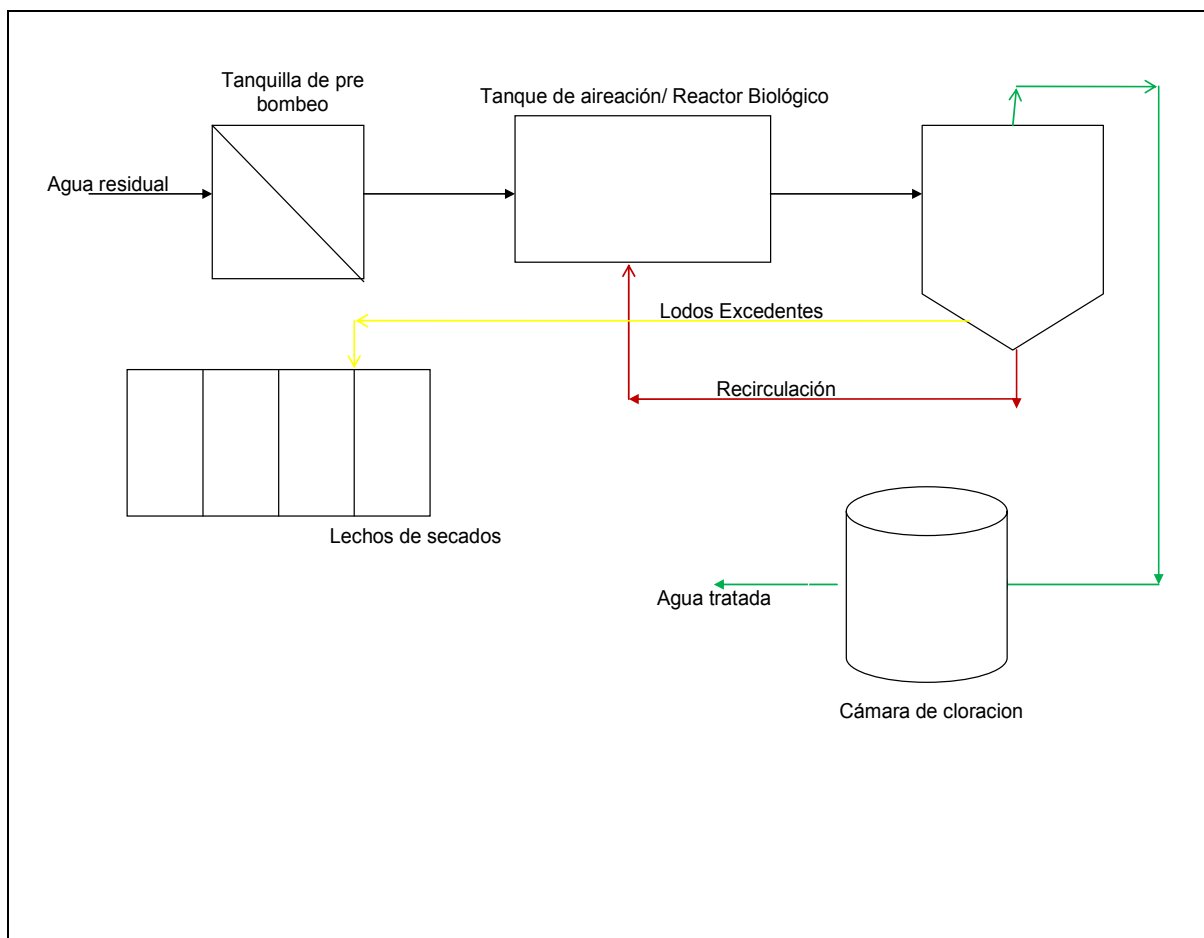 Tanquilla de pre
bombeo
Tanque de aireación/ Reactor Biológico
Agua residual
Lodos Excedentes
Recirculación
Lechos de secados
Agua tratada
Cámara de cloracion